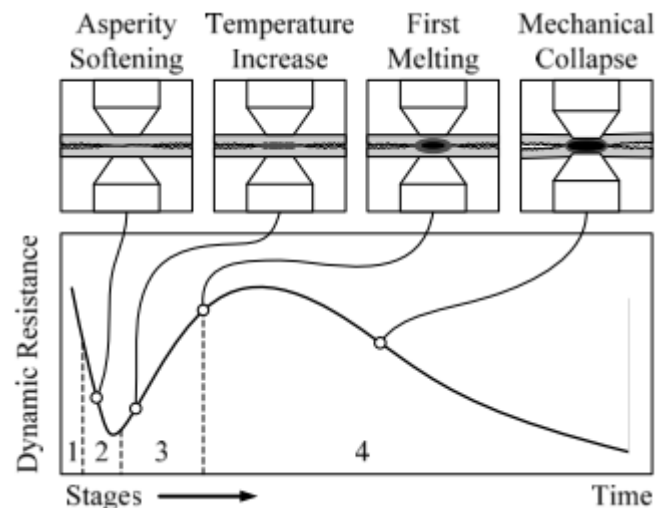 Asperity
Softening
Temperature
Increase
First
Melting
Mechanical
Collapse
Dynamic Resistance
1
2
3
4
Stages
Time